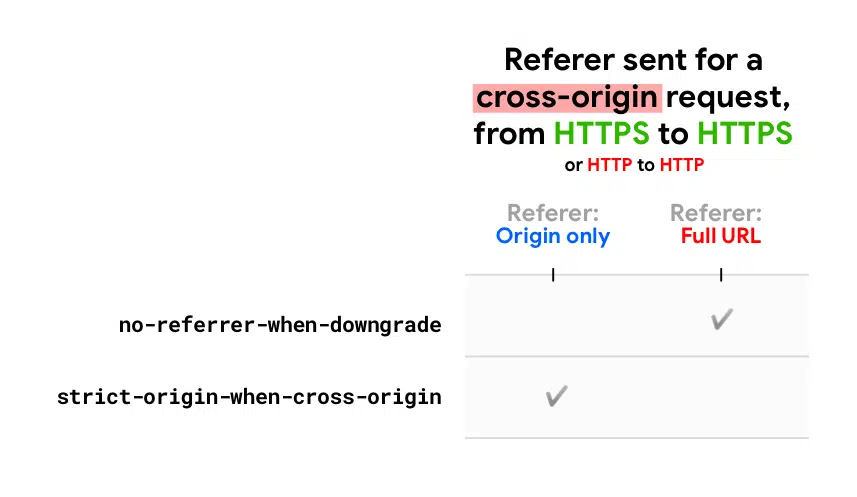 Referer sent for a
cross-origin request,
from HTTPS to HTTPS
or HTTP to HTTP
Referer: Referer:
Origin only Full URL
no-referrer-when-downgrade ✔
strict-origin-when-cross-origin ✔